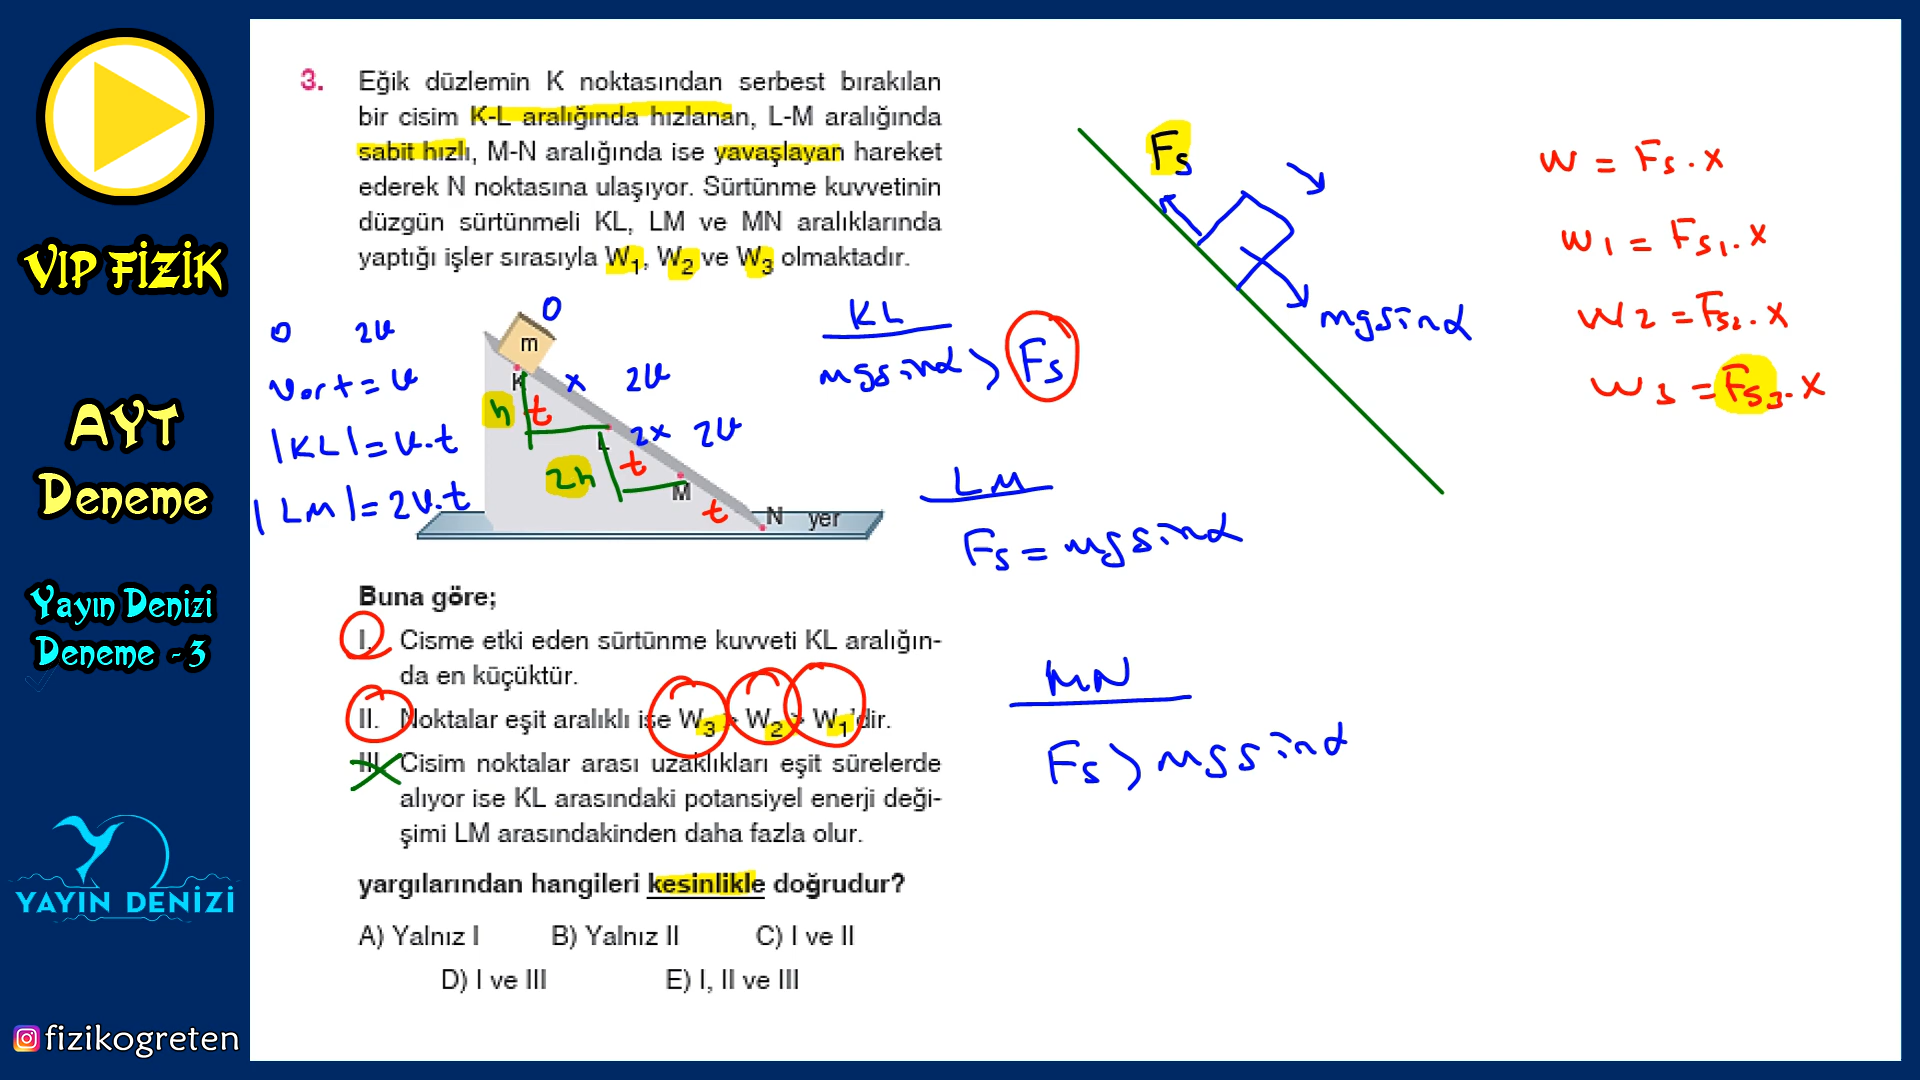 VIP FİZİK
AYT
Deneme
Yayın Denizi
Deneme - 3
YAYIN DENİZİ
fizikogreten
3. Eğik düzlemin K noktasından serbest bırakılan
bir cisim K-L aralığında hızlanan, L-M aralığında
sabit hızlı, M-N aralığında ise yavaşlayan hareket
ederek N noktasına ulaşıyor. Sürtünme kuvvetinin
düzgün sürtünmeli KL, LM ve MN aralıklarında
yaptığı işler sırasıyla W₁, W₂ ve W₃ olmaktadır.
0 2v
Vort = v
|KL| = v.t
|LM| = 2v.t
0
m
K x 2v
h t
L 2x 2v
2h t
M
t N yer
KL
mgsinα > Fs
LM
Fs = mgsinα
MN
Fs > mgsinα
Fs
mgsinα
W = Fs . x
W1 = Fs1 . x
W2 = Fs2 . x
W3 = Fs3 . x
Buna göre;
I. Cisme etki eden sürtünme kuvveti KL aralığın-
da en küçüktür.
II. Noktalar eşit aralıklı ise W₃ > W₂ > W₁'dir.
III. Cisim noktalar arası uzaklıkları eşit sürelerde
alıyor ise KL arasındaki potansiyel enerji deği-
şimi LM arasındakinden daha fazla olur.
yargılarından hangileri kesinlikle doğrudur?
A) Yalnız I B) Yalnız II C) I ve II
D) I ve III E) I, II ve III